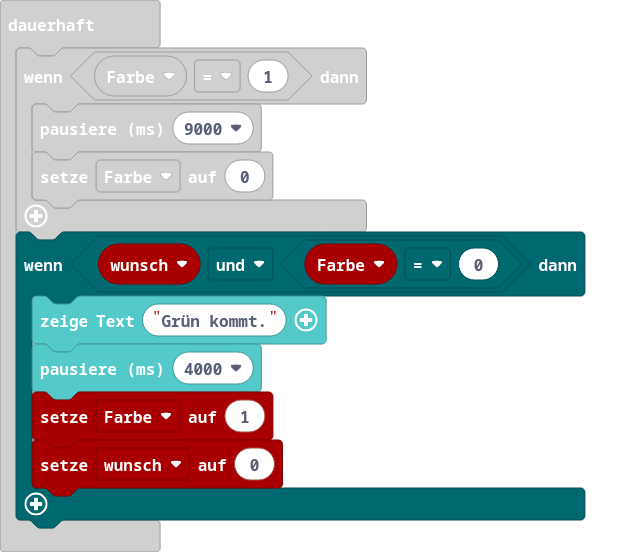 dauerhaft
wenn Farbe = 1 dann
pausiere (ms) 9000
setze Farbe auf 0
wenn wunsch und Farbe = 0 dann
zeige Text "Grün kommt."
pausiere (ms) 4000
setze Farbe auf 1
setze wunsch auf 0